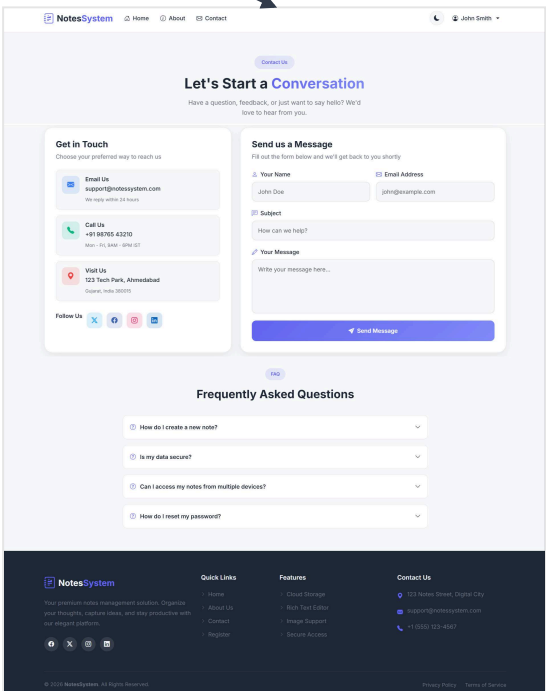 NotesSystem Home About Contact John Smith
Contact Us
Let's Start a Conversation
Have a question, feedback, or just want to say hello? We'd
love to hear from you.
Get in Touch
Choose your preferred way to reach us
Email Us
support@notessystem.com
We reply within 24 hours
Call Us
+91 98765 43210
Mon - Fri, 9AM - 6PM IST
Visit Us
123 Tech Park, Ahmedabad
Gujarat, India 380015
Follow Us
Send us a Message
Fill out the form below and we'll get back to you shortly
Your Name Email Address
John Doe john@example.com
Subject
How can we help?
Your Message
Write your message here...
Send Message
FAQ
Frequently Asked Questions
How do I create a new note?
Is my data secure?
Can I access my notes from multiple devices?
How do I reset my password?
NotesSystem
Your premium notes management solution. Organize
your thoughts, capture ideas, and stay productive with
our elegant platform.
Quick Links
Home
About Us
Contact
Register
Features
Cloud Storage
Rich Text Editor
Image Support
Secure Access
Contact Us
123 Notes Street, Digital City
support@notessystem.com
+1 (555) 123-4567
© 2026 NotesSystem. All Rights Reserved.
Privacy Policy Terms of Service